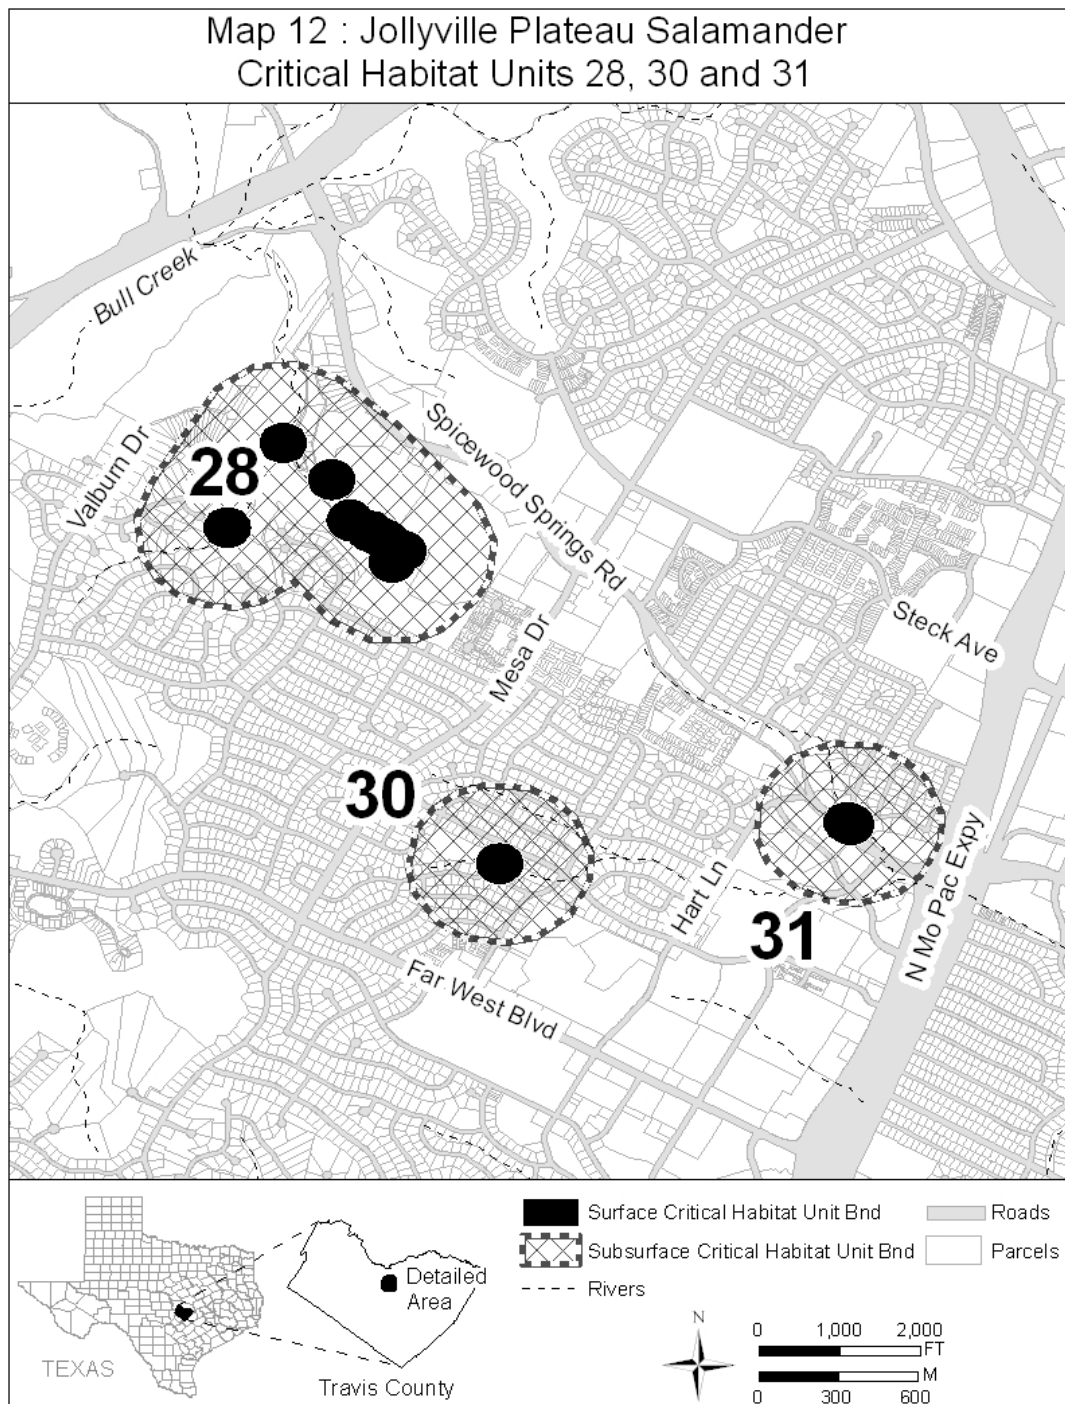 Map 12 : Jollyville Plateau Salamander
Critical Habitat Units 28, 30 and 31
Bull Creek
Valburn Dr
28
Spicewood Springs Rd
Mesa Dr
Steck Ave
30
Hart Ln
31
N Mo Pac Expy
Far West Blvd
Surface Critical Habitat Unit Bnd
Roads
Subsurface Critical Habitat Unit Bnd
Parcels
Rivers
Detailed
Area
TEXAS
Travis County
N
0 1,000 2,000
FT
M
0 300 600